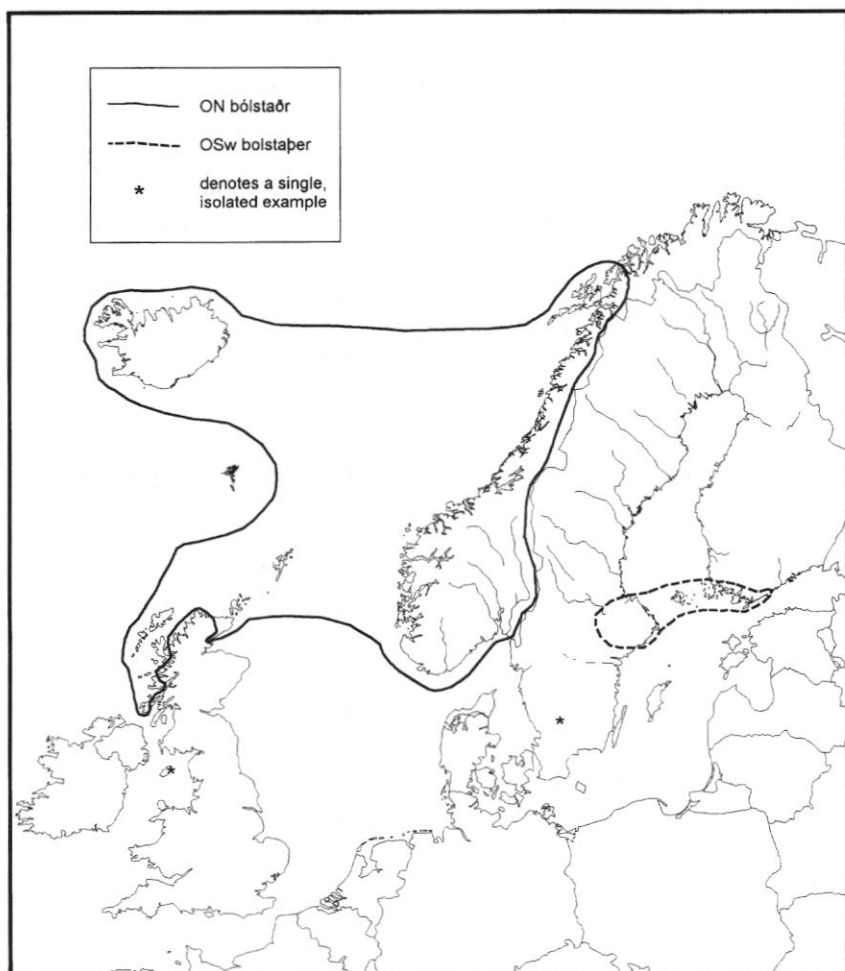 ON bólstaðr
OSw bolstaþer
* denotes a single,
isolated example